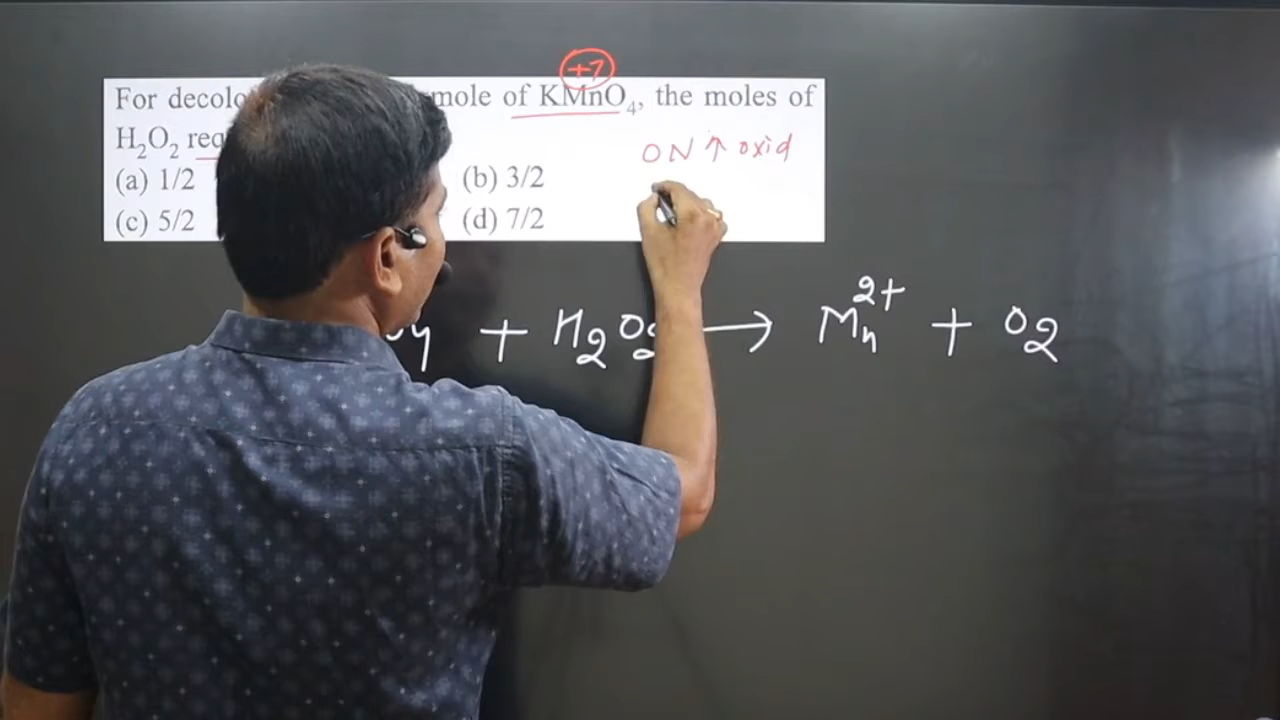 +7
For decolo mole of KMnO4, the moles of
H2O2 req
ON ↑ oxid
(a) 1/2 (b) 3/2
(c) 5/2 (d) 7/2
4 + H2O2 → Mn2+ + O2